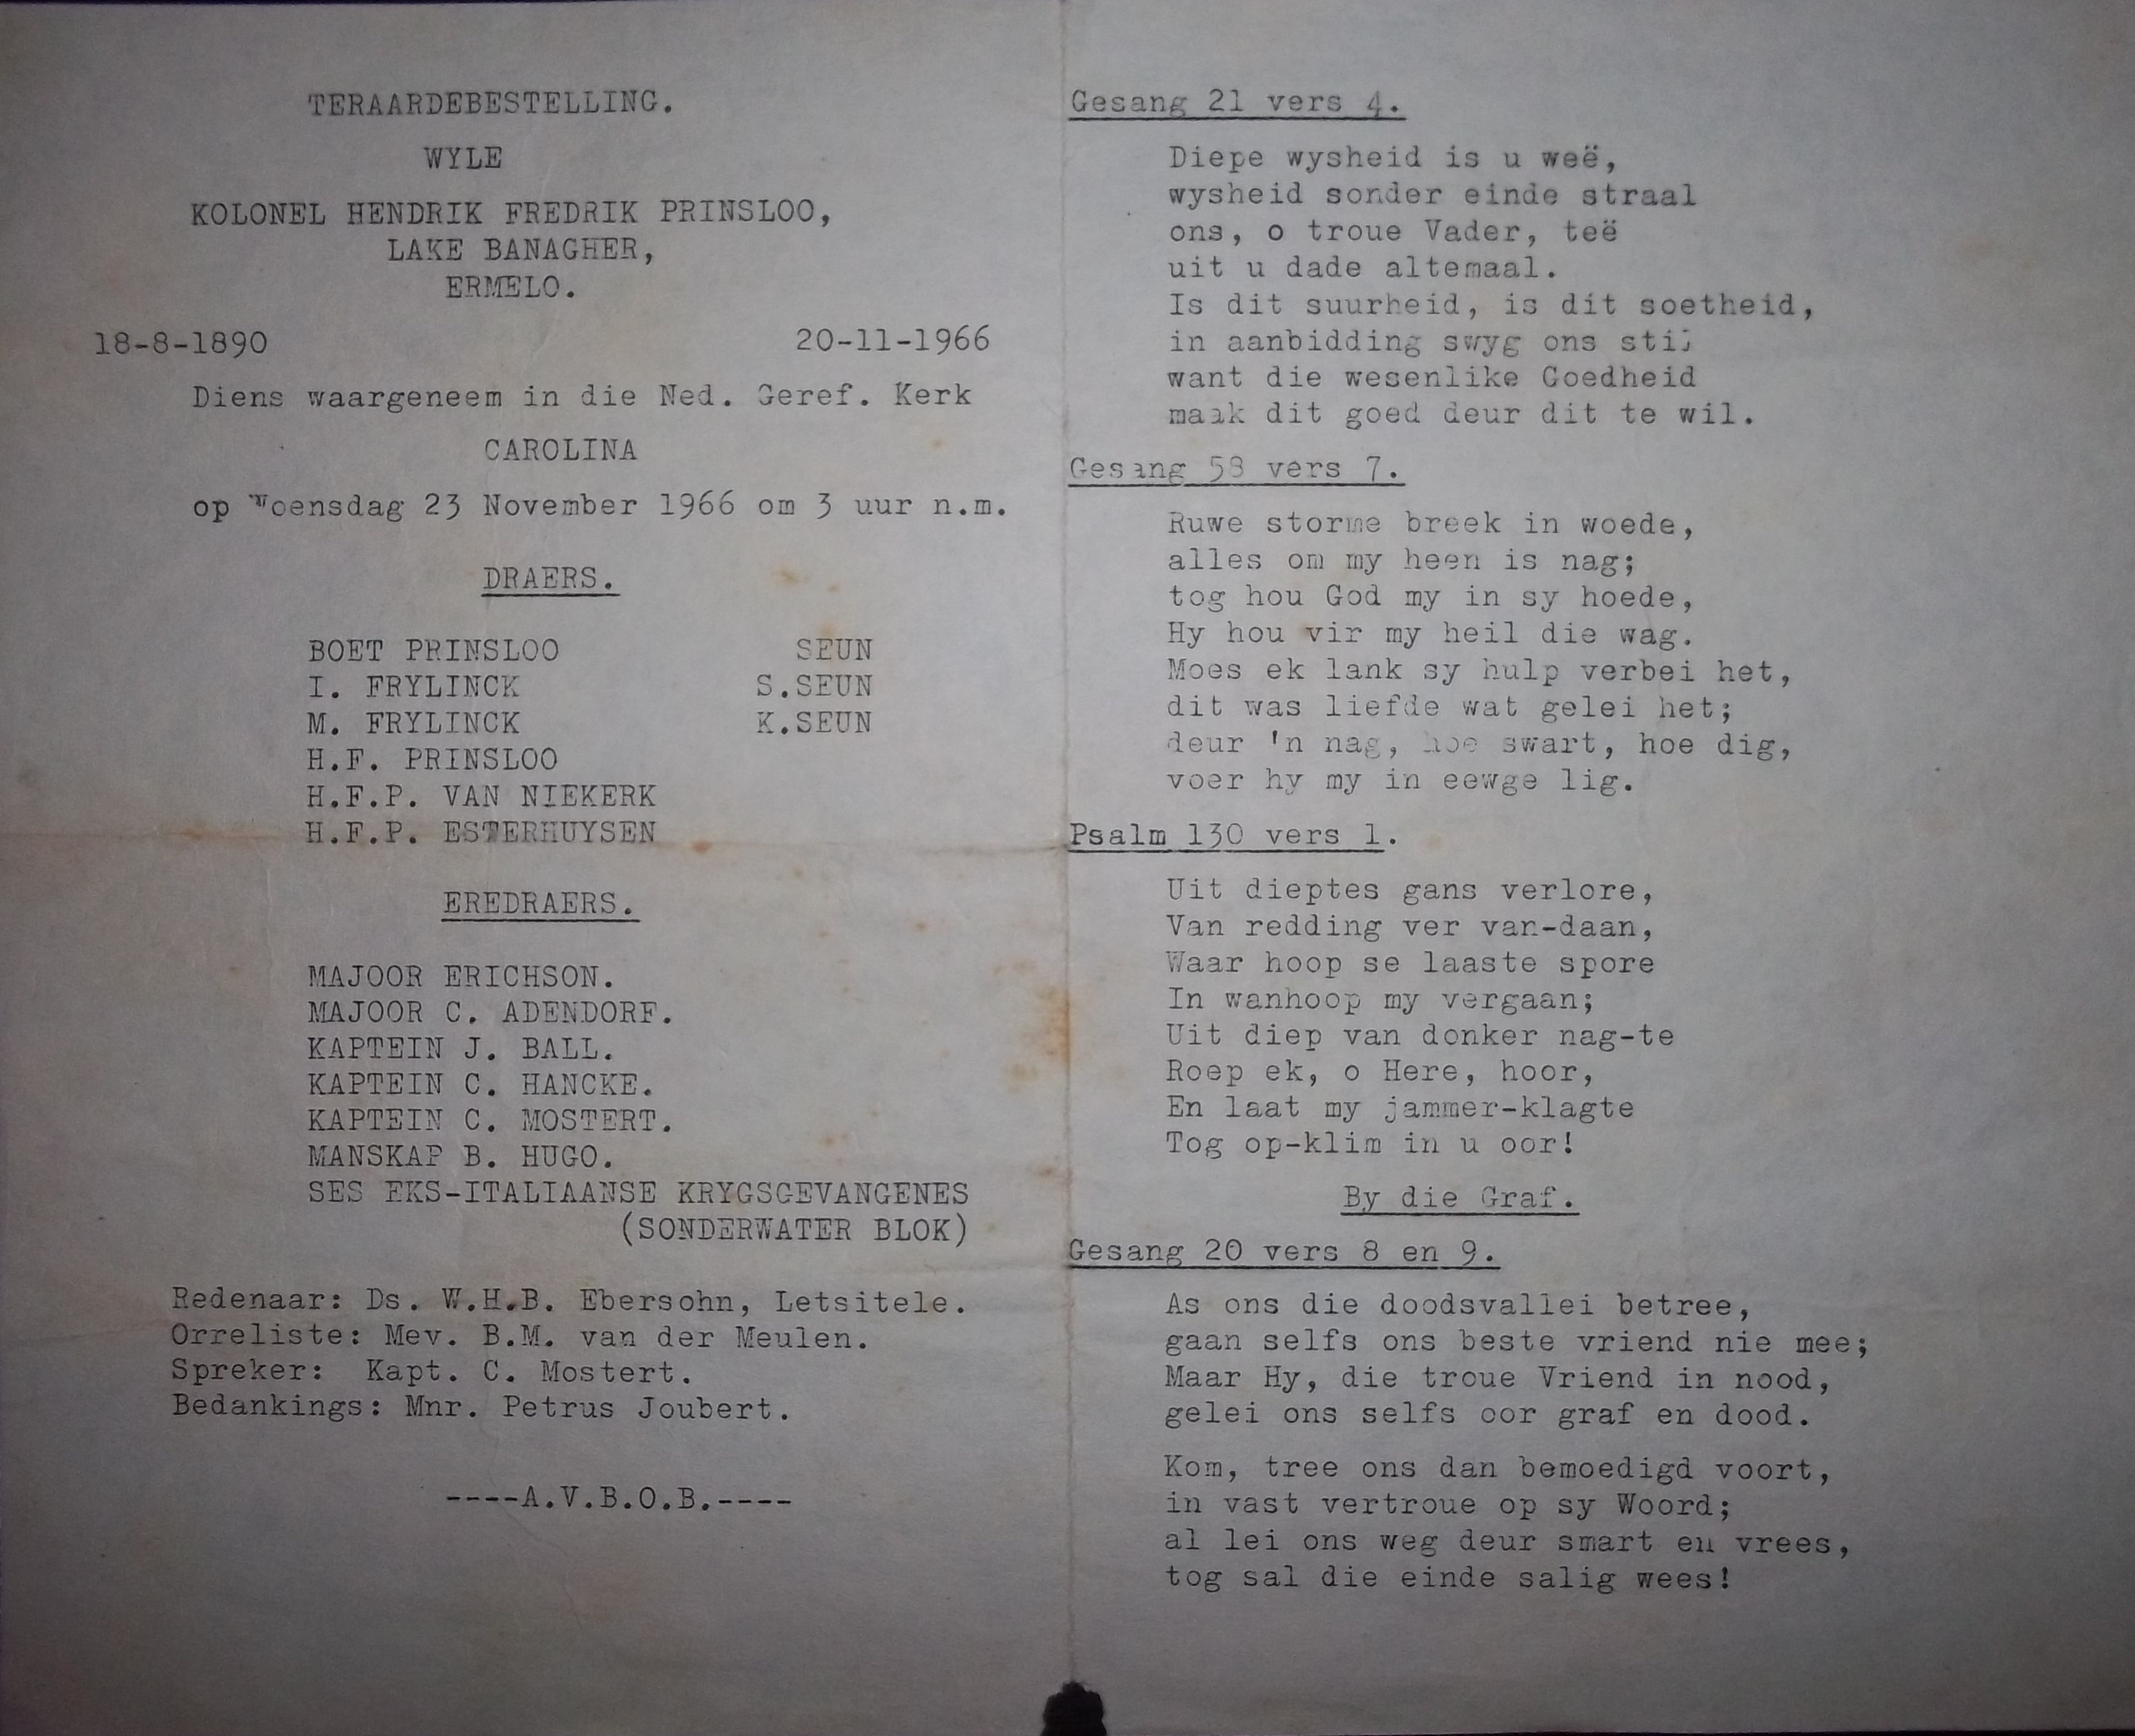 TERAARDEBESTELLING.
WYLE
KOLONEL HENDRIK FREDRIK PRINSLOO,
LAKE BANAGHER,
ERMELO.
18-8-1890 20-11-1966
Diens waargeneem in die Ned. Geref. Kerk
CAROLINA
op Woensdag 23 November 1966 om 3 uur n.m.
DRAERS.
BOET PRINSLOO SEUN
I. FRYLINCK S.SEUN
M. FRYLINCK K.SEUN
H.F. PRINSLOO
H.F.P. VAN NIEKERK
H.F.P. ESTERHUYSEN
EREDRAERS.
MAJOOR ERICHSON.
MAJOOR C. ADENDORF.
KAPTEIN J. BALL.
KAPTEIN C. HANCKE.
KAPTEIN C. MOSTERT.
MANSKAP B. HUGO.
SES EKS-ITALIAANSE KRYGSGEVANGENES
(SONDERWATER BLOK)
Redenaar: Ds. W.H.B. Ebersohn, Letsitele.
Orreliste: Mev. B.M. van der Meulen.
Spreker: Kapt. C. Mostert.
Bedankings: Mnr. Petrus Joubert.
----A.V.B.O.B.----
Gesang 21 vers 4.
Diepe wysheid is u weë,
wysheid sonder einde straal
ons, o troue Vader, teë
uit u dade altemaal.
Is dit suurheid, is dit soetheid,
in aanbidding swyg ons stil
want die wesenlike Goedheid
maak dit goed deur dit te wil.
Gesang 58 vers 7.
Ruwe storme breek in woede,
alles om my heen is nag;
tog hou God my in sy hoede,
Hy hou vir my heil die wag.
Moes ek lank sy hulp verbei het,
dit was liefde wat gelei het;
deur 'n nag, hoe swart, hoe dig,
voer hy my in eewge lig.
Psalm 130 vers 1.
Uit dieptes gans verlore,
Van redding ver van-daan,
Waar hoop se laaste spore
In wanhoop my vergaan;
Uit diep van donker nag-te
Roep ek, o Here, hoor,
En laat my jammer-klagte
Tog op-klim in u oor!
By die Graf.
Gesang 20 vers 8 en 9.
As ons die doodsvallei betree,
gaan selfs ons beste vriend nie mee;
Maar Hy, die troue Vriend in nood,
gelei ons selfs oor graf en dood.
Kom, tree ons dan bemoedigd voort,
in vast vertroue op sy Woord;
al lei ons weg deur smart en vrees,
tog sal die einde salig wees!